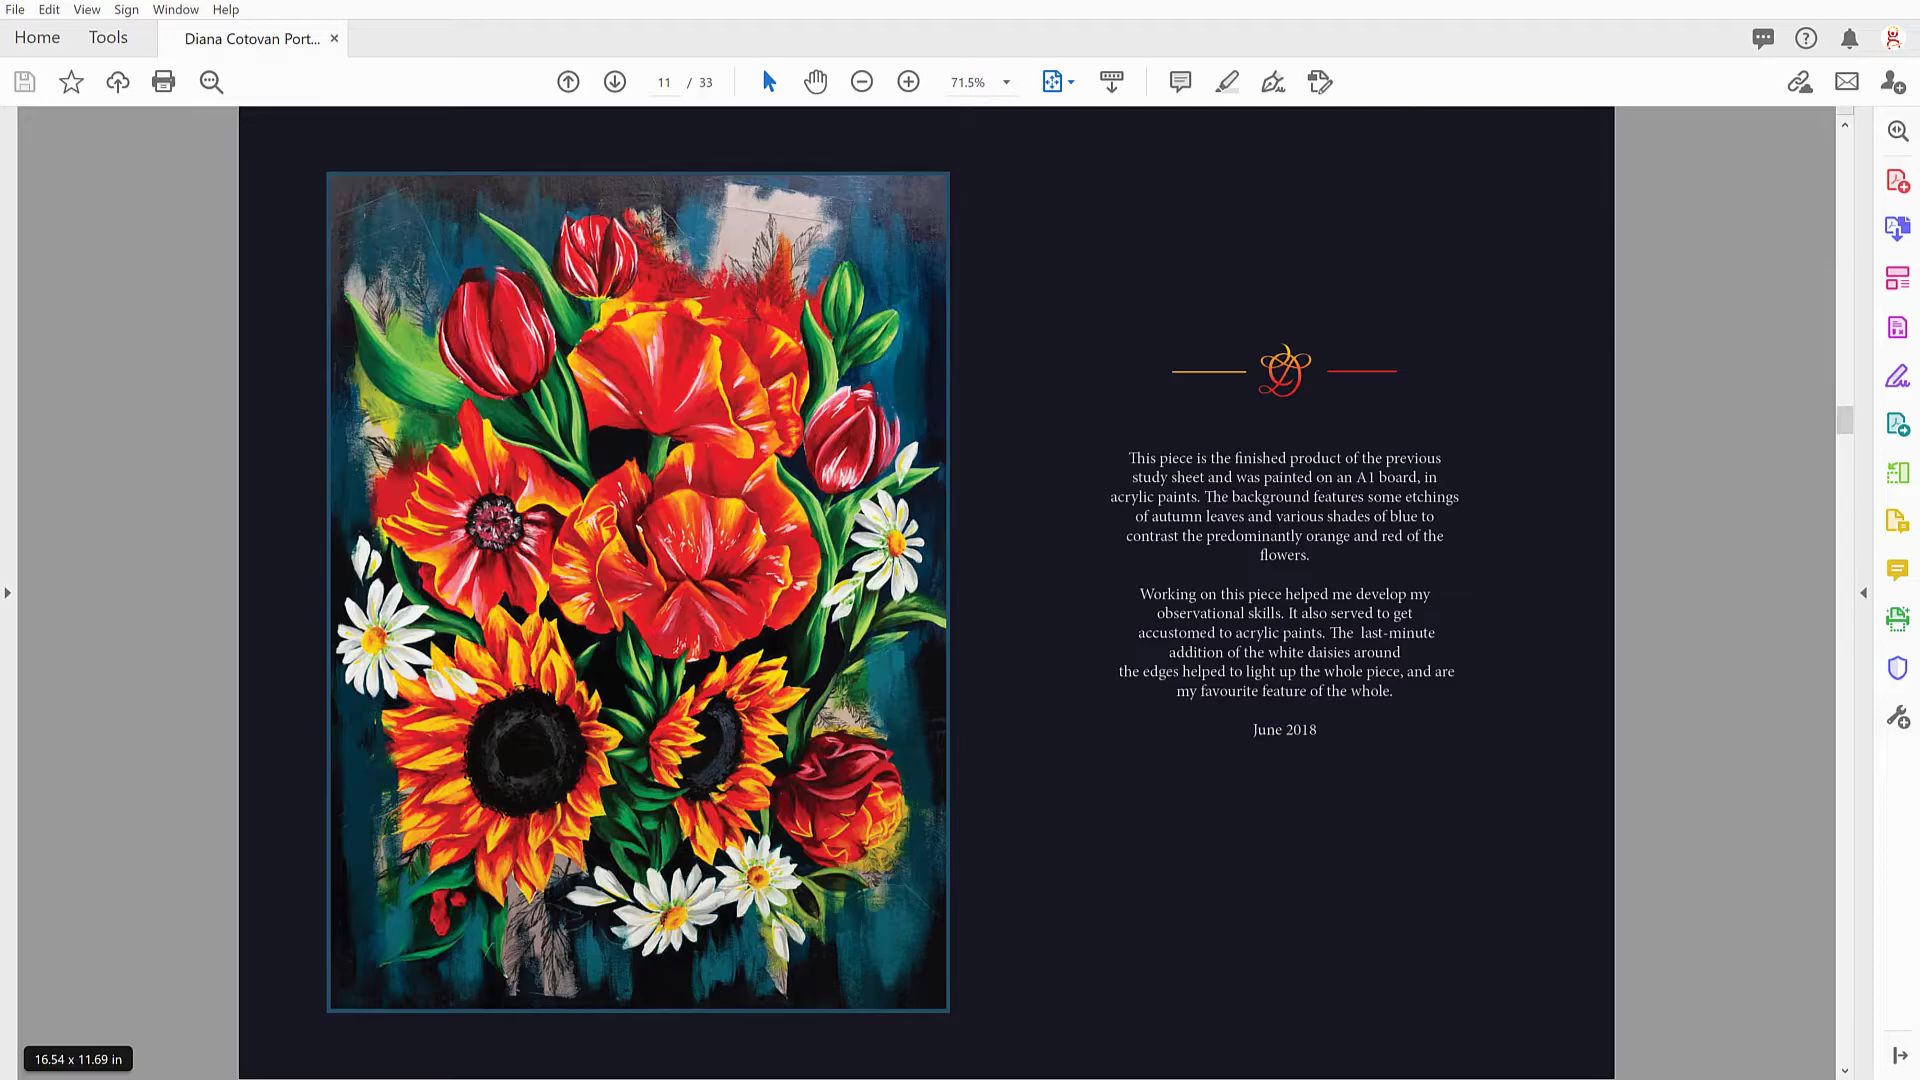 File Edit View Sign Window Help
Home Tools Diana Cotovan Port...
11 / 33 71.5%
This piece is the finished product of the previous
study sheet and was painted on an A1 board, in
acrylic paints. The background features some etchings
of autumn leaves and various shades of blue to
contrast the predominantly orange and red of the
flowers.
Working on this piece helped me develop my
observational skills. It also served to get
accustomed to acrylic paints. The last-minute
addition of the white daisies around
the edges helped to light up the whole piece, and are
my favourite feature of the whole.
June 2018
16.54 x 11.69 in